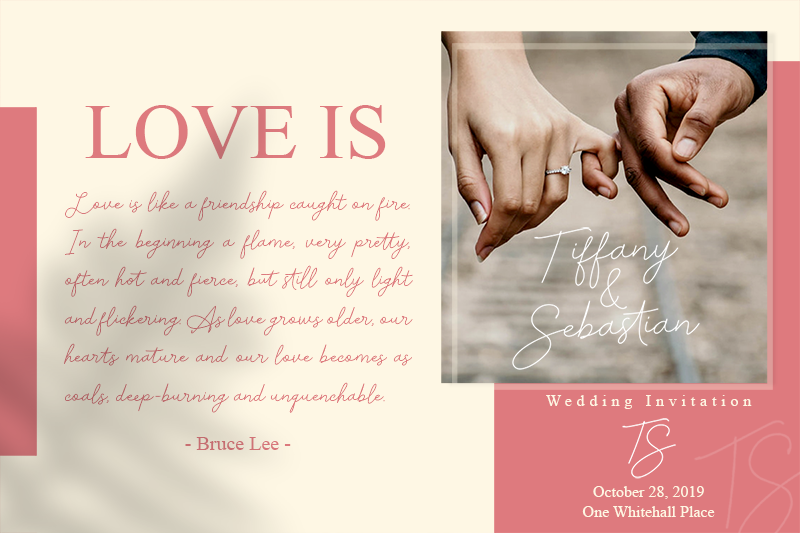 LOVE IS
Love is like a friendship caught on fire.
In the beginning a flame, very pretty,
often hot and fierce, but still only light
and flickering. As love grows older, our
hearts mature and our love becomes as
coals, deep-burning and unquenchable.
- Bruce Lee -
Tiffany
&
Sebastian
Wedding Invitation
TS
TS
October 28, 2019
One Whitehall Place